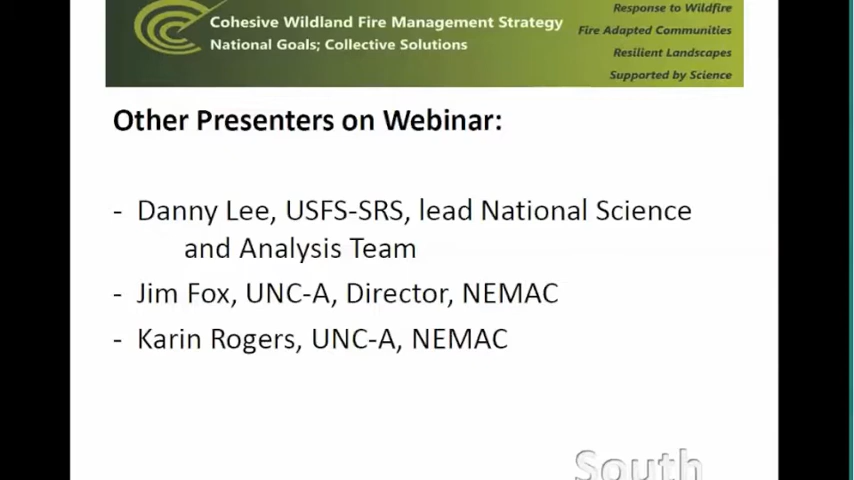 Cohesive Wildland Fire Management Strategy
National Goals; Collective Solutions
Response to Wildfire
Fire Adapted Communities
Resilient Landscapes
Supported by Science
Other Presenters on Webinar:
- Danny Lee, USFS-SRS, lead National Science
and Analysis Team
- Jim Fox, UNC-A, Director, NEMAC
- Karin Rogers, UNC-A, NEMAC
South